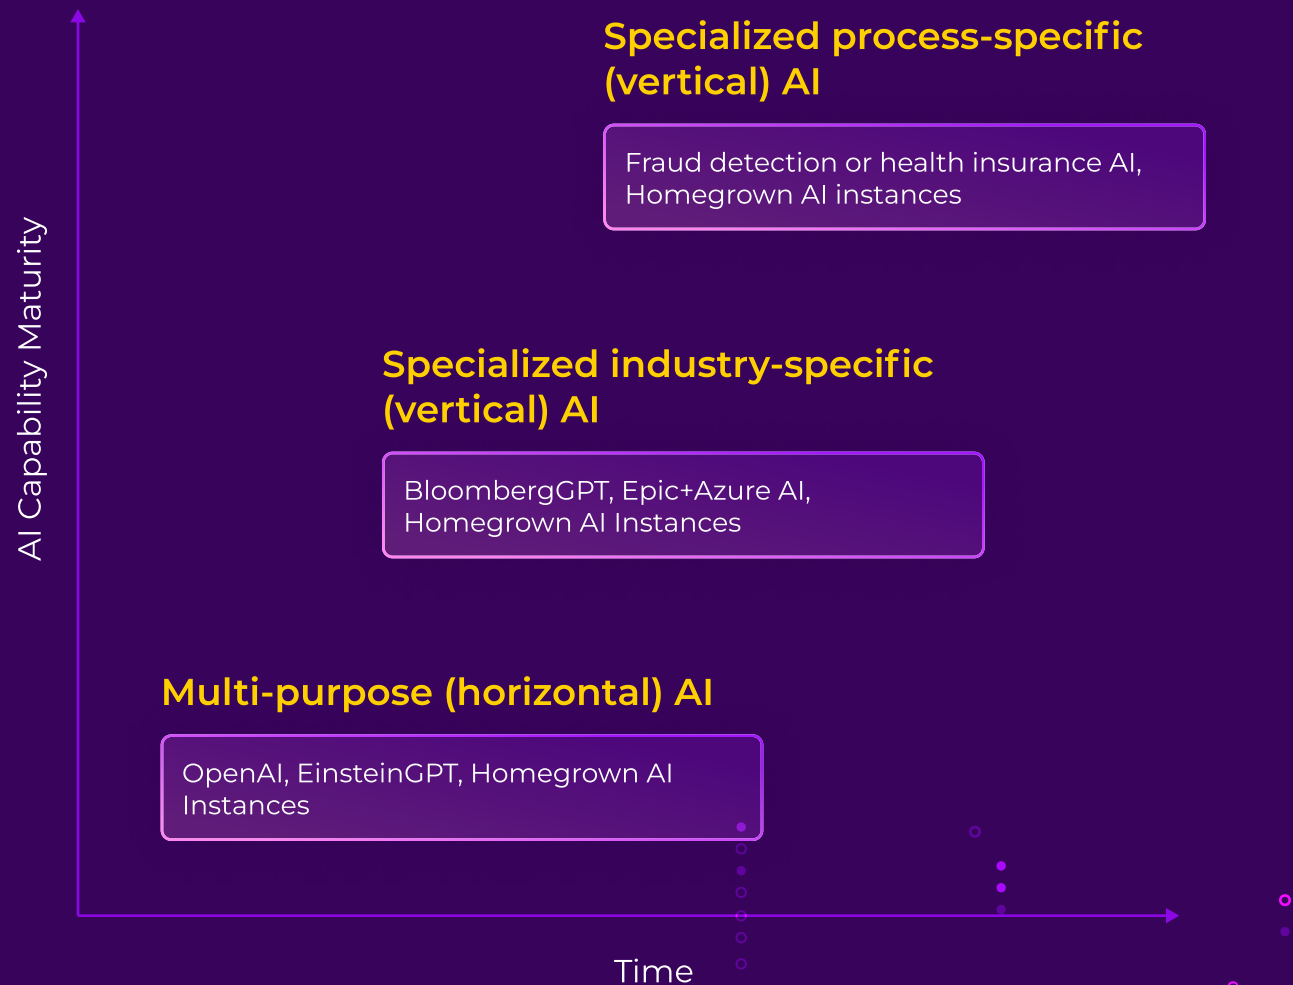 Specialized process-specific
(vertical) AI
Fraud detection or health insurance AI,
Homegrown AI instances
AI Capability Maturity
Specialized industry-specific
(vertical) AI
BloombergGPT, Epic+Azure AI,
Homegrown AI Instances
Multi-purpose (horizontal) AI
OpenAI, EinsteinGPT, Homegrown AI
Instances
Time